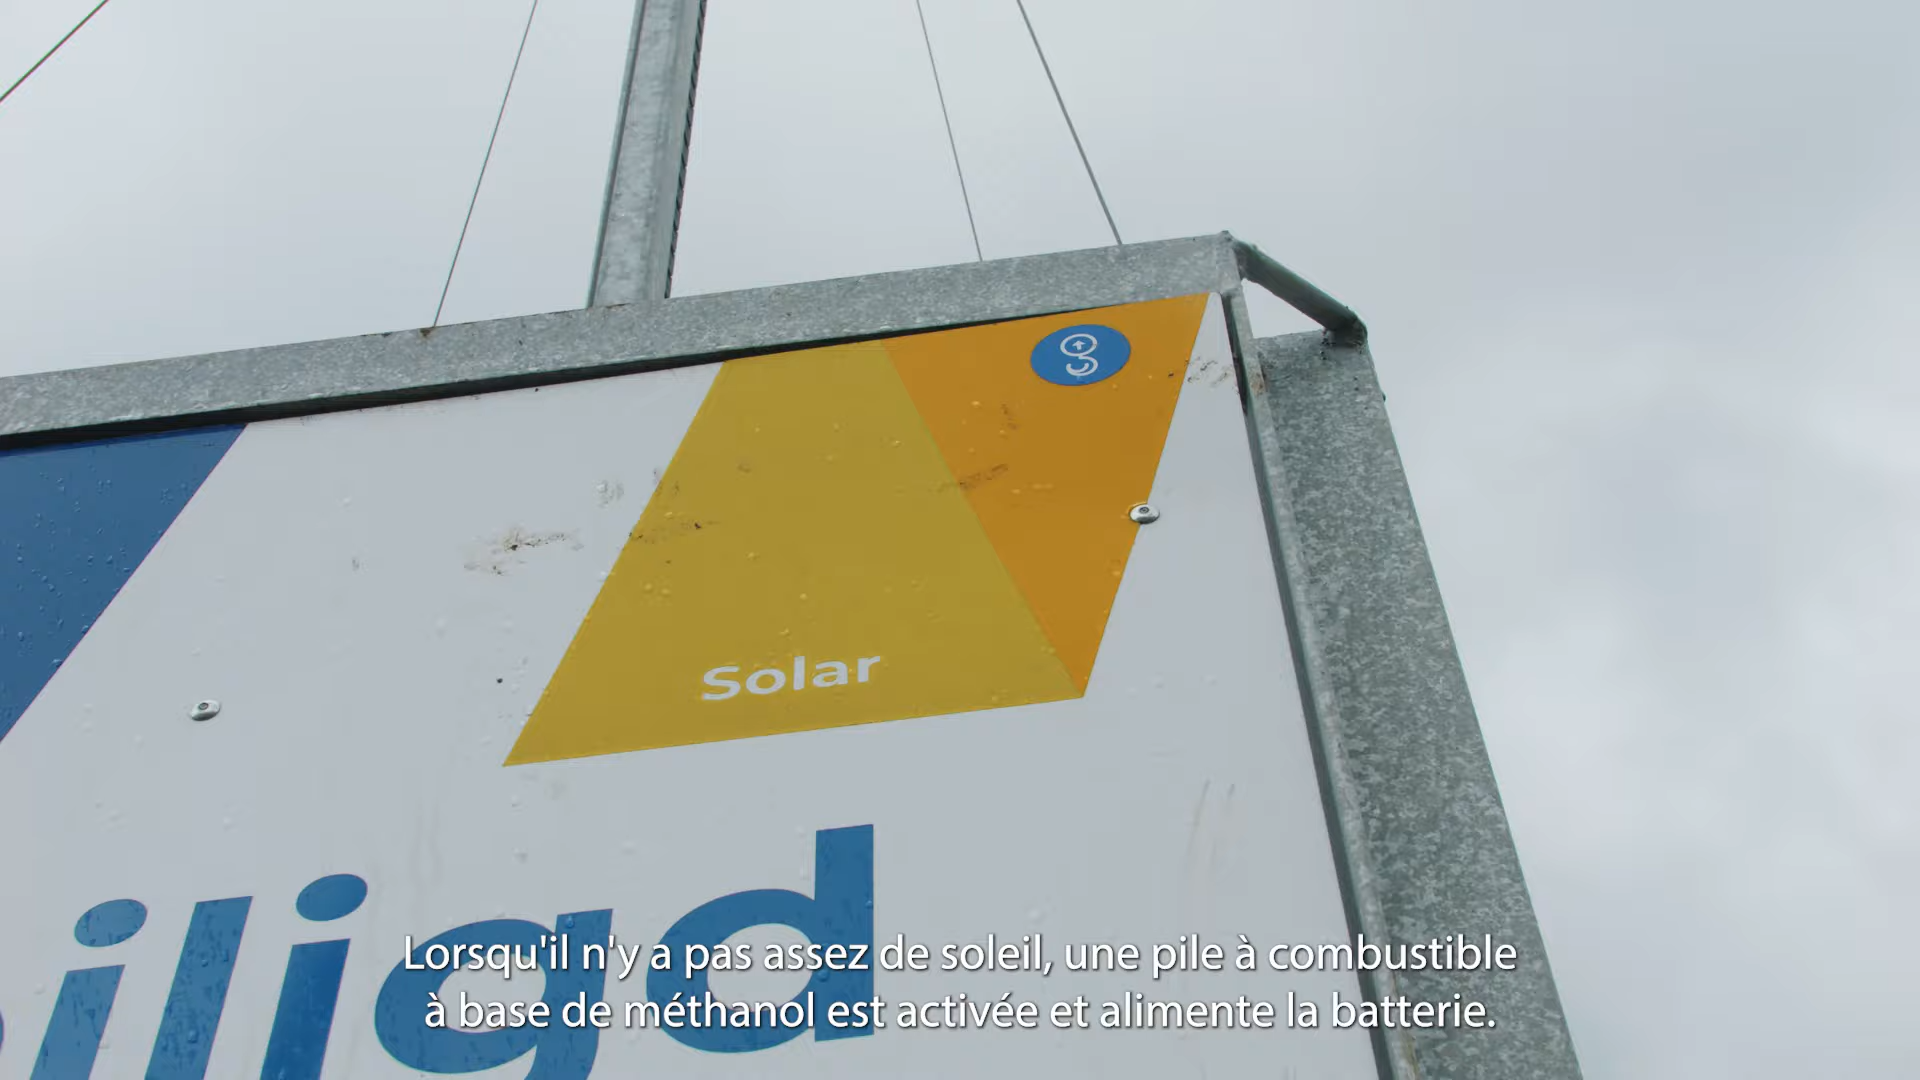 Solar
iligd
Lorsqu'il n'y a pas assez de soleil, une pile à combustible
à base de méthanol est activée et alimente la batterie.